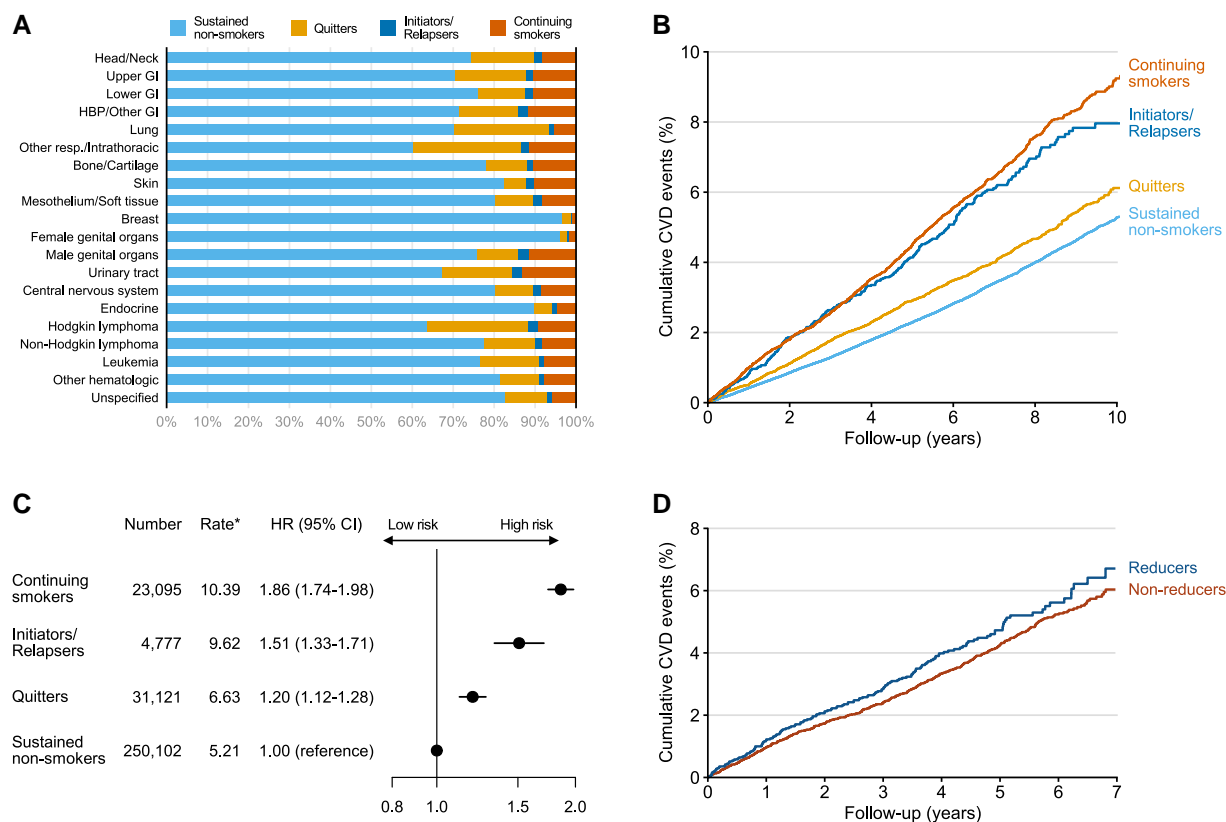 A
Sustained
non-smokers
Quitters
Initiators/
Relapsers
Continuing
smokers
Head/Neck
Upper GI
Lower GI
HBP/Other GI
Lung
Other resp./Intrathoracic
Bone/Cartilage
Skin
Mesothelium/Soft tissue
Breast
Female genital organs
Male genital organs
Urinary tract
Central nervous system
Endocrine
Hodgkin lymphoma
Non-Hodgkin lymphoma
Leukemia
Other hematologic
Unspecified
0% 10% 20% 30% 40% 50% 60% 70% 80% 90% 100%
B
Cumulative CVD events (%)
10
8
6
4
2
0
0 2 4 6 8 10
Follow-up (years)
Continuing
smokers
Initiators/
Relapsers
Quitters
Sustained
non-smokers
C
Number Rate* HR (95% CI) Low risk High risk
Continuing
smokers
23,095 10.39 1.86 (1.74-1.98)
Initiators/
Relapsers
4,777 9.62 1.51 (1.33-1.71)
Quitters 31,121 6.63 1.20 (1.12-1.28)
Sustained
non-smokers
250,102 5.21 1.00 (reference)
0.8 1.0 1.5 2.0
D
Cumulative CVD events (%)
8
6
4
2
0
0 1 2 3 4 5 6 7
Follow-up (years)
Reducers
Non-reducers